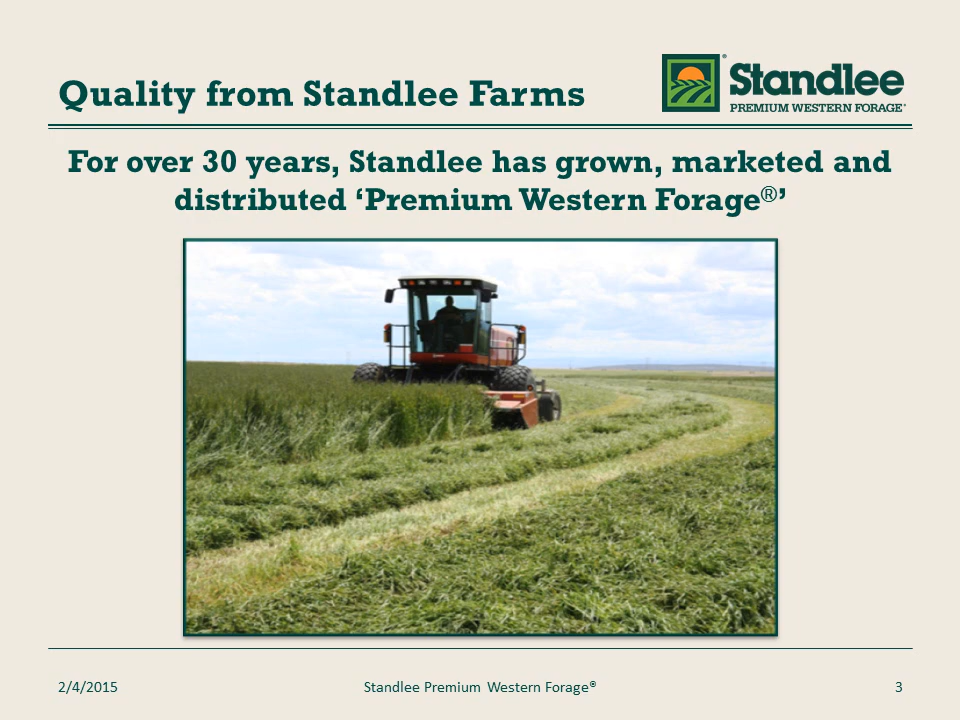 Quality from Standlee Farms
® Standlee
PREMIUM WESTERN FORAGE®
For over 30 years, Standlee has grown, marketed and
distributed ‘Premium Western Forage®’
2/4/2015 Standlee Premium Western Forage® 3